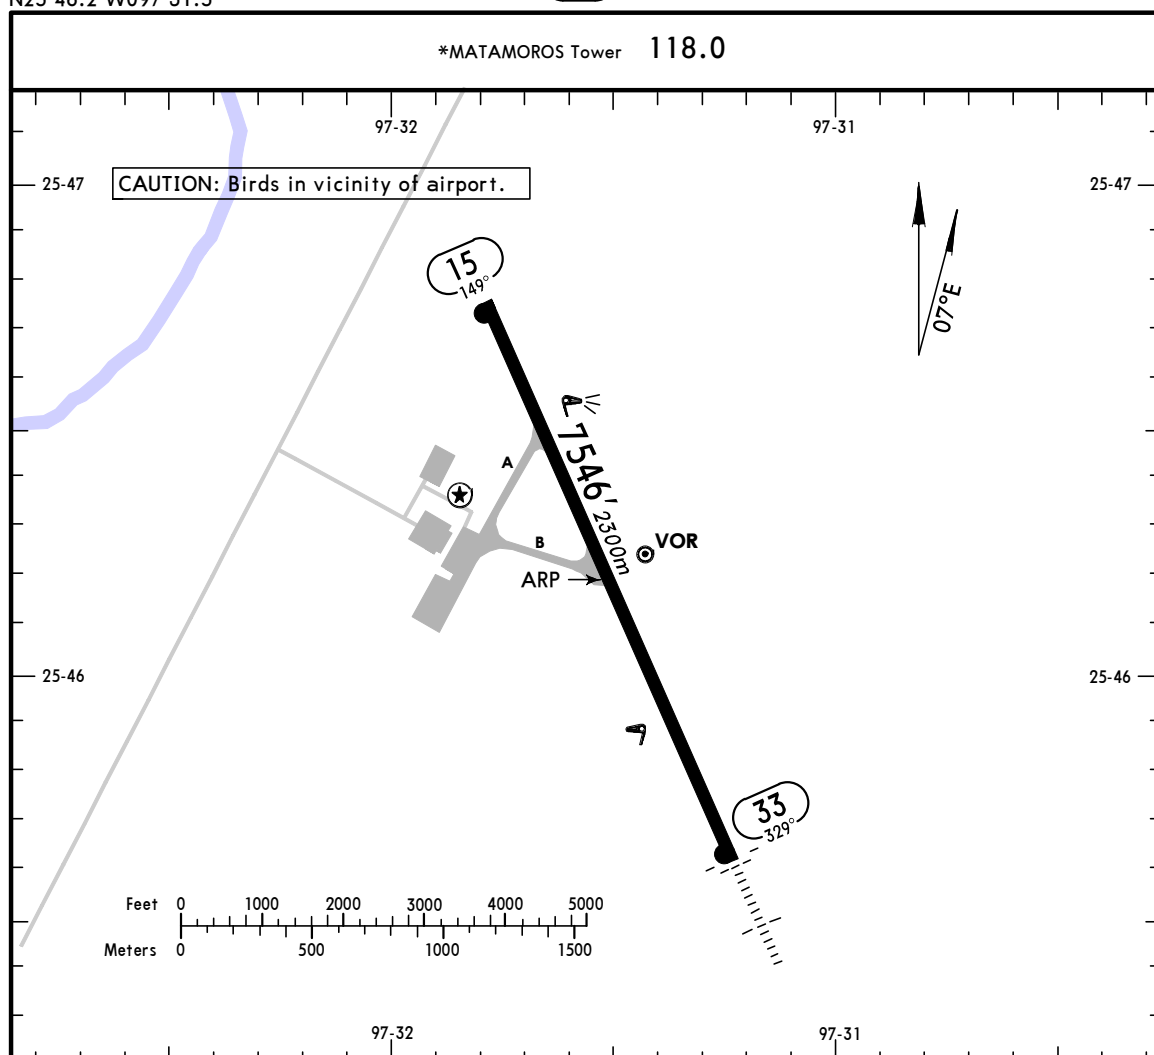 *MATAMOROS Tower 118.0
97-32 97-31
25-47 25-47
CAUTION: Birds in vicinity of airport.
15
149°
07°E
7546' 2300m
A
B
VOR
ARP
25-46 25-46
33
329°
Feet 0 1000 2000 3000 4000 5000
Meters 0 500 1000 1500
97-32 97-31